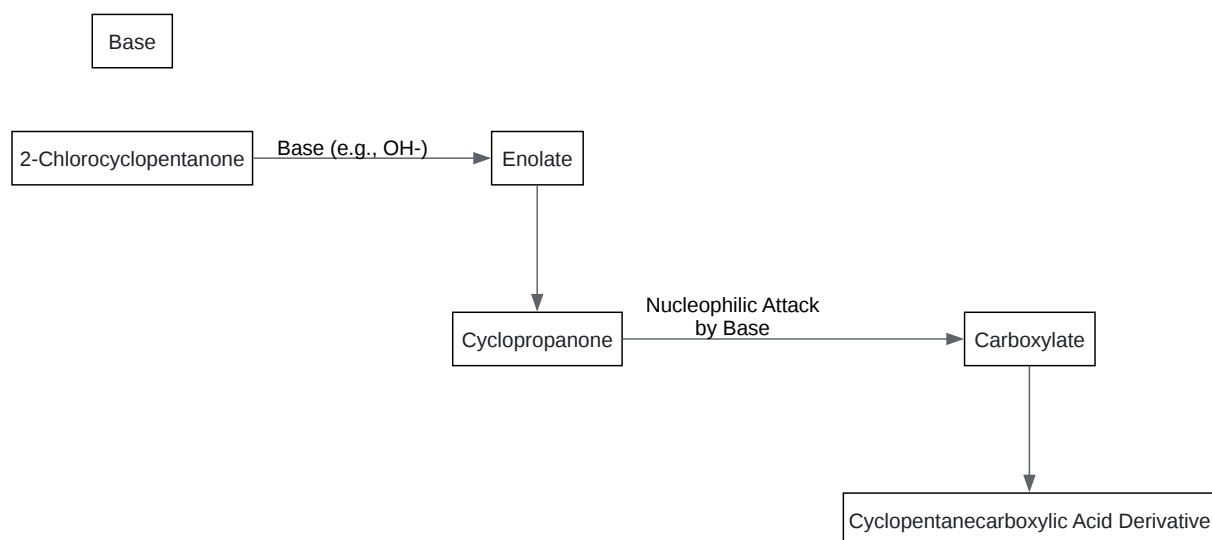 Base
2-Chlorocyclopentanone
Base (e.g., OH-)
Enolate
Cyclopropanone
Nucleophilic Attack
by Base
Carboxylate
Cyclopentanecarboxylic Acid Derivative